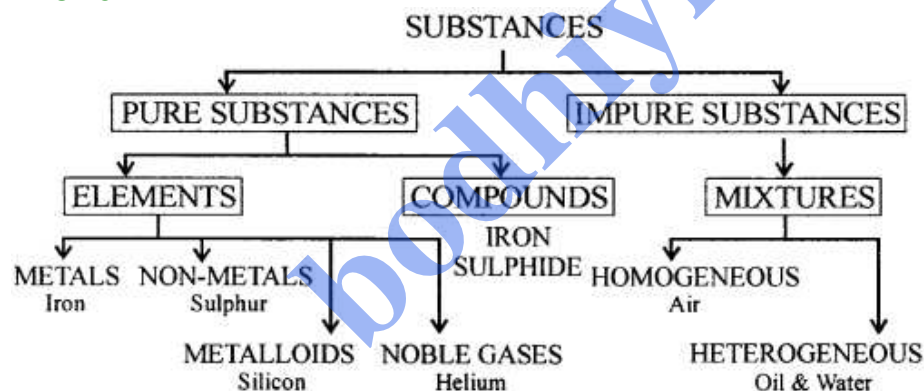 SUBSTANCES
PURE SUBSTANCES
IMPURE SUBSTANCES
ELEMENTS
COMPOUNDS
MIXTURES
IRON
SULPHIDE
METALS
Iron
NON-METALS
Sulphur
HOMOGENEOUS
Air
METALLOIDS
Silicon
NOBLE GASES
Helium
HETEROGENEOUS
Oil & Water
bodhiy